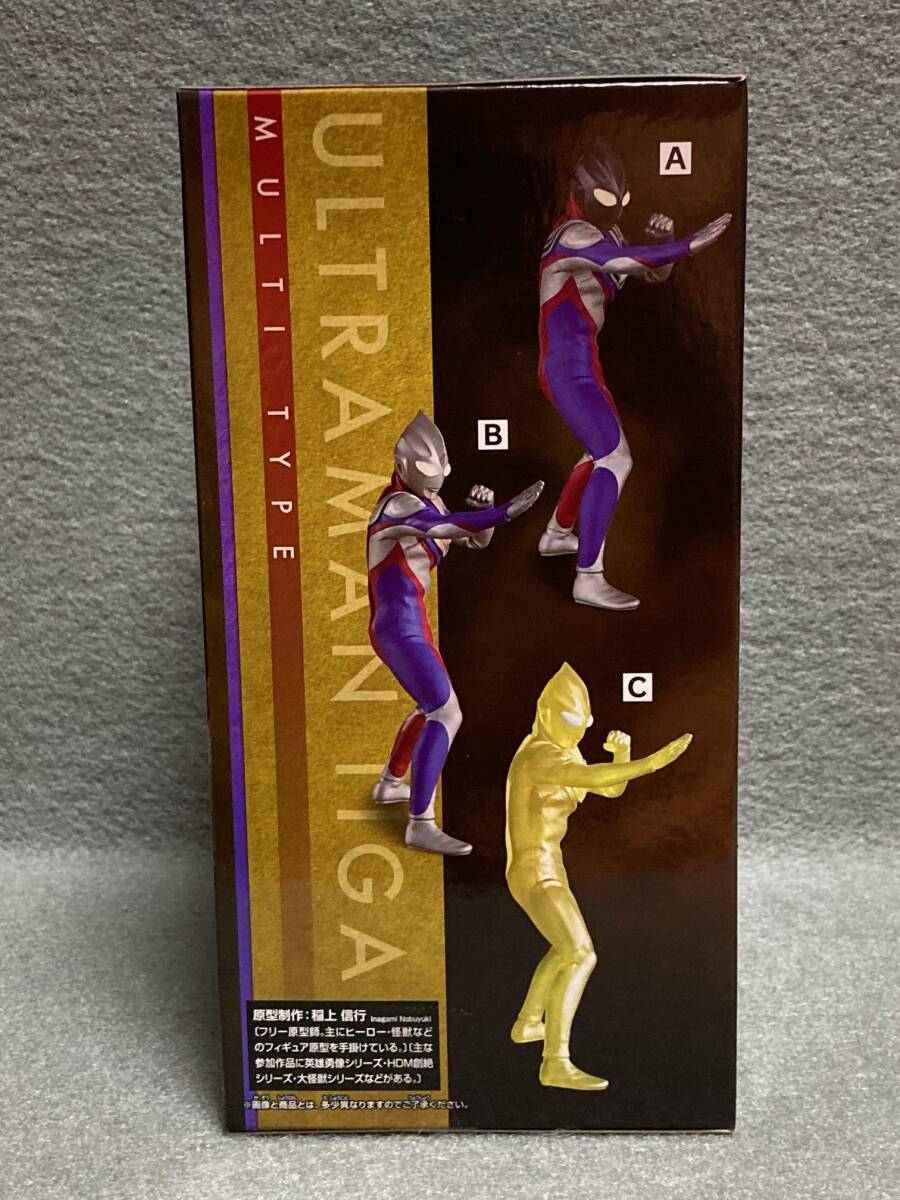 MULTI TYPE
ULTRAMAN TIGA
A
B
C
原型制作：稲上 信行 Inagami Nobuyuki
〔フリー原型師。主にヒーロー・怪獣など
のフィギュア原型を手掛けている。〕〔主な
参加作品に英雄勇像シリーズ・HDM創絶
シリーズ・大怪獣シリーズなどがある。〕
※画像と商品とは、多少異なりますのでご了承ください。